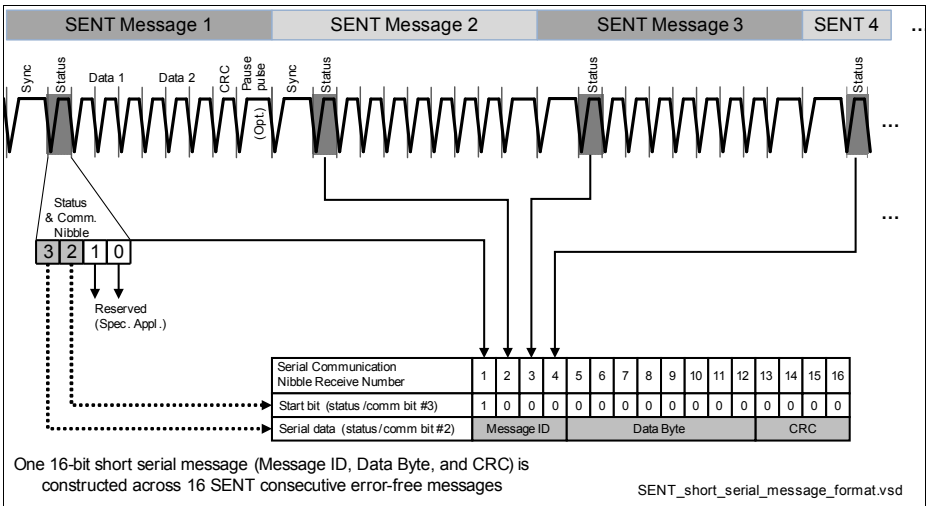 SENT Message 1 SENT Message 2 SENT Message 3 SENT 4 ...
Sync Status Data 1 Data 2 CRC Pause pulse (Opt.) Sync Status Status Status
...
Status
& Comm.
Nibble
...
3 2 1 0
Reserved
(Spec. Appl.)
Serial Communication
Nibble Receive Number 1 2 3 4 5 6 7 8 9 10 11 12 13 14 15 16
Start bit (status/comm bit #3) 1 0 0 0 0 0 0 0 0 0 0 0 0 0 0 0
Serial data (status/comm bit #2) Message ID Data Byte CRC
One 16-bit short serial message (Message ID, Data Byte, and CRC) is
constructed across 16 SENT consecutive error-free messages
SENT_short_serial_message_format.vsd